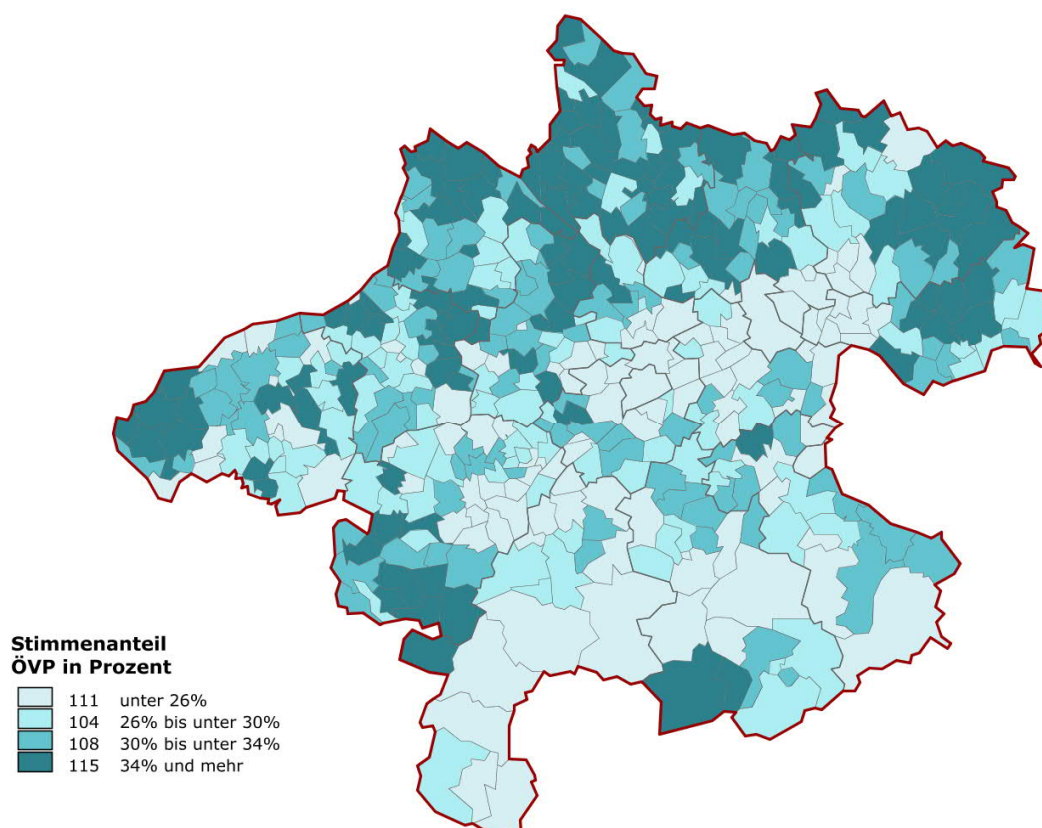 Stimmenanteil
ÖVP in Prozent
111 unter 26%
104 26% bis unter 30%
108 30% bis unter 34%
115 34% und mehr